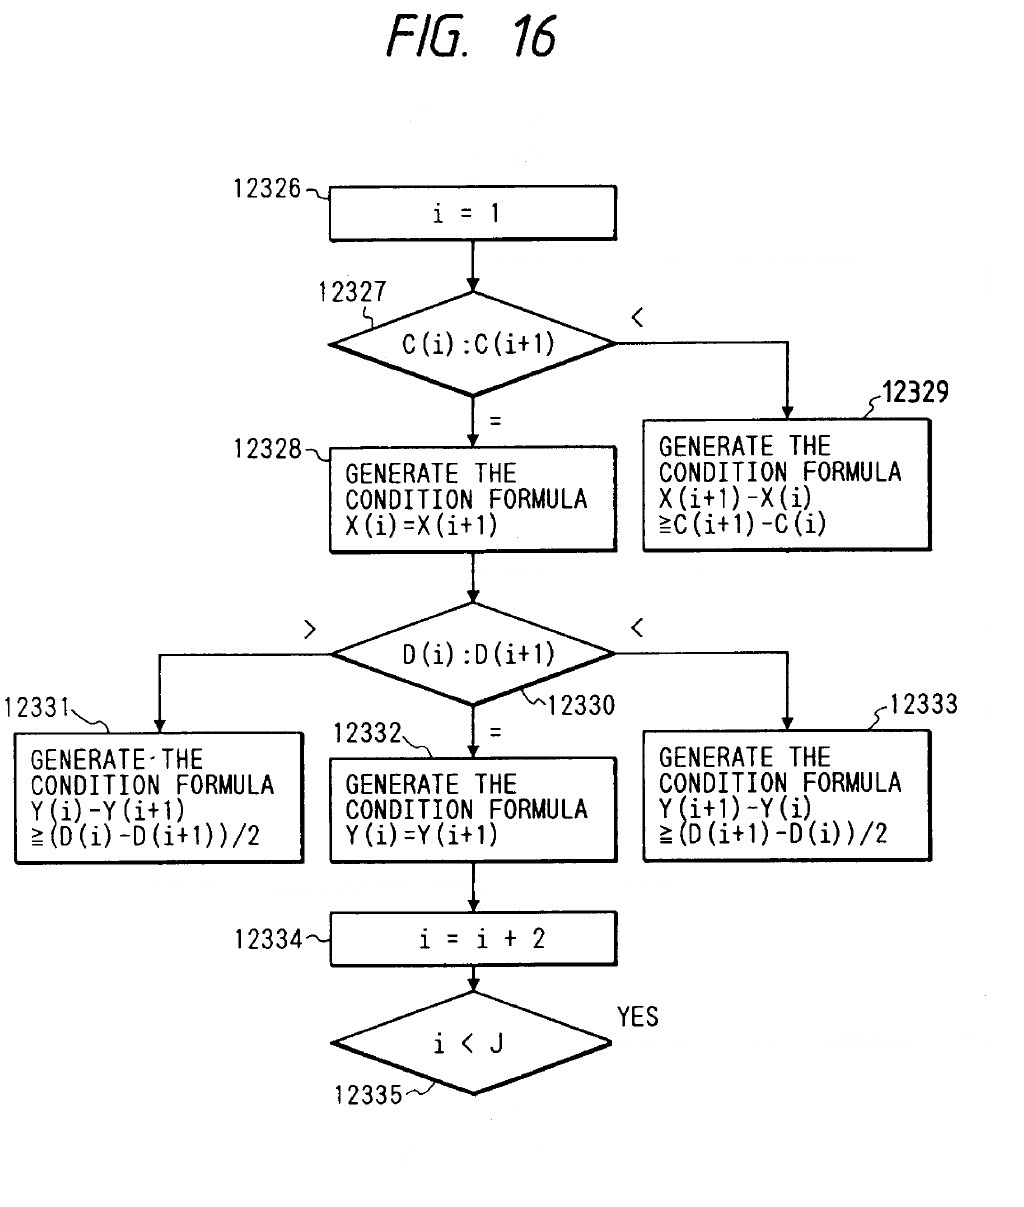 FIG. 16
12326
i = 1
12327
C(i):C(i+1)
<
=
12328
GENERATE THE
CONDITION FORMULA
X(i)=X(i+1)
12329
GENERATE THE
CONDITION FORMULA
X(i+1)-X(i)
≧C(i+1)-C(i)
>
D(i):D(i+1)
<
12330
=
12331
GENERATE THE
CONDITION FORMULA
Y(i)-Y(i+1)
≧(D(i)-D(i+1))/2
12332
GENERATE THE
CONDITION FORMULA
Y(i)=Y(i+1)
12333
GENERATE THE
CONDITION FORMULA
Y(i+1)-Y(i)
≧(D(i+1)-D(i))/2
12334
i = i + 2
i < J
YES
12335